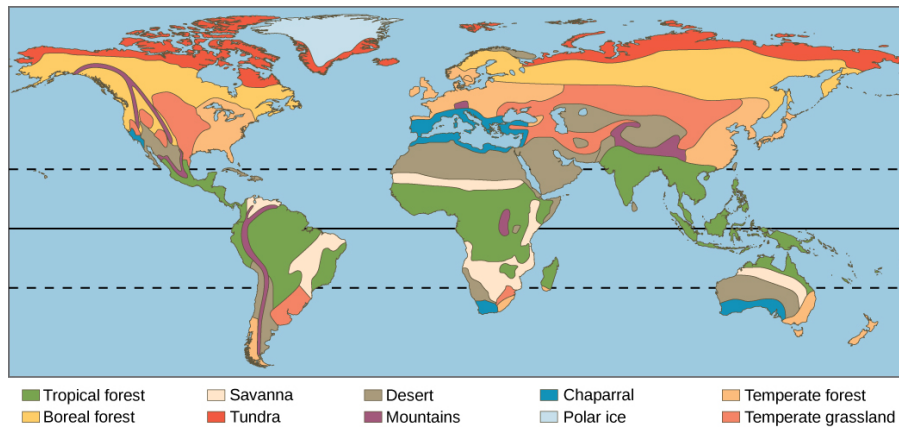 Tropical forest Savanna Desert Chaparral Temperate forest
Boreal forest Tundra Mountains Polar ice Temperate grassland